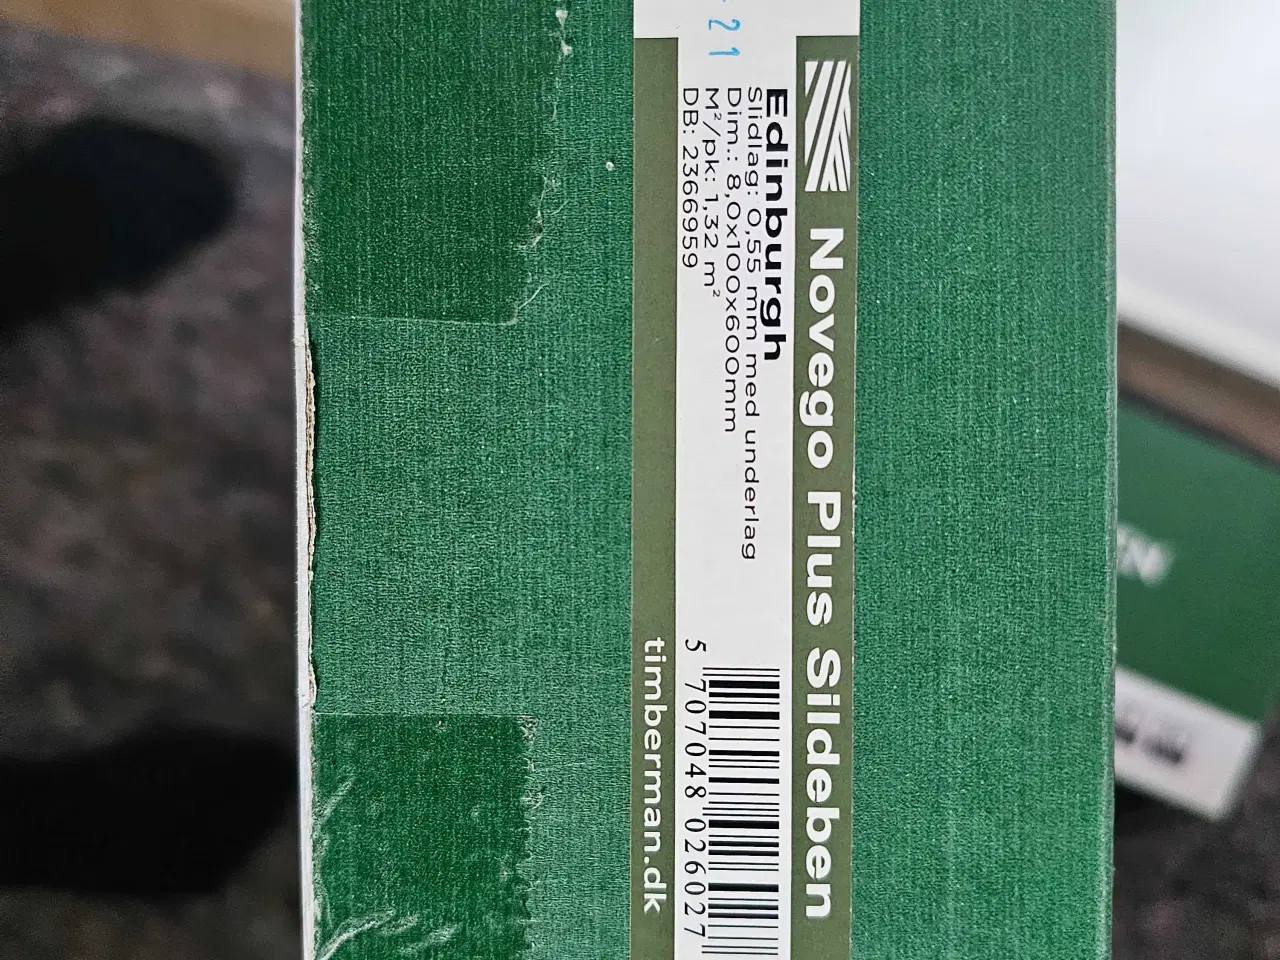 21
Novego Plus Sildeben
Edinburgh
Slidlag: 0,55 mm med underlag
Dim.: 8,0x100x600mm
M²/pk: 1,32 m²
DB: 2366959
5 707048 026027
timberman.dk